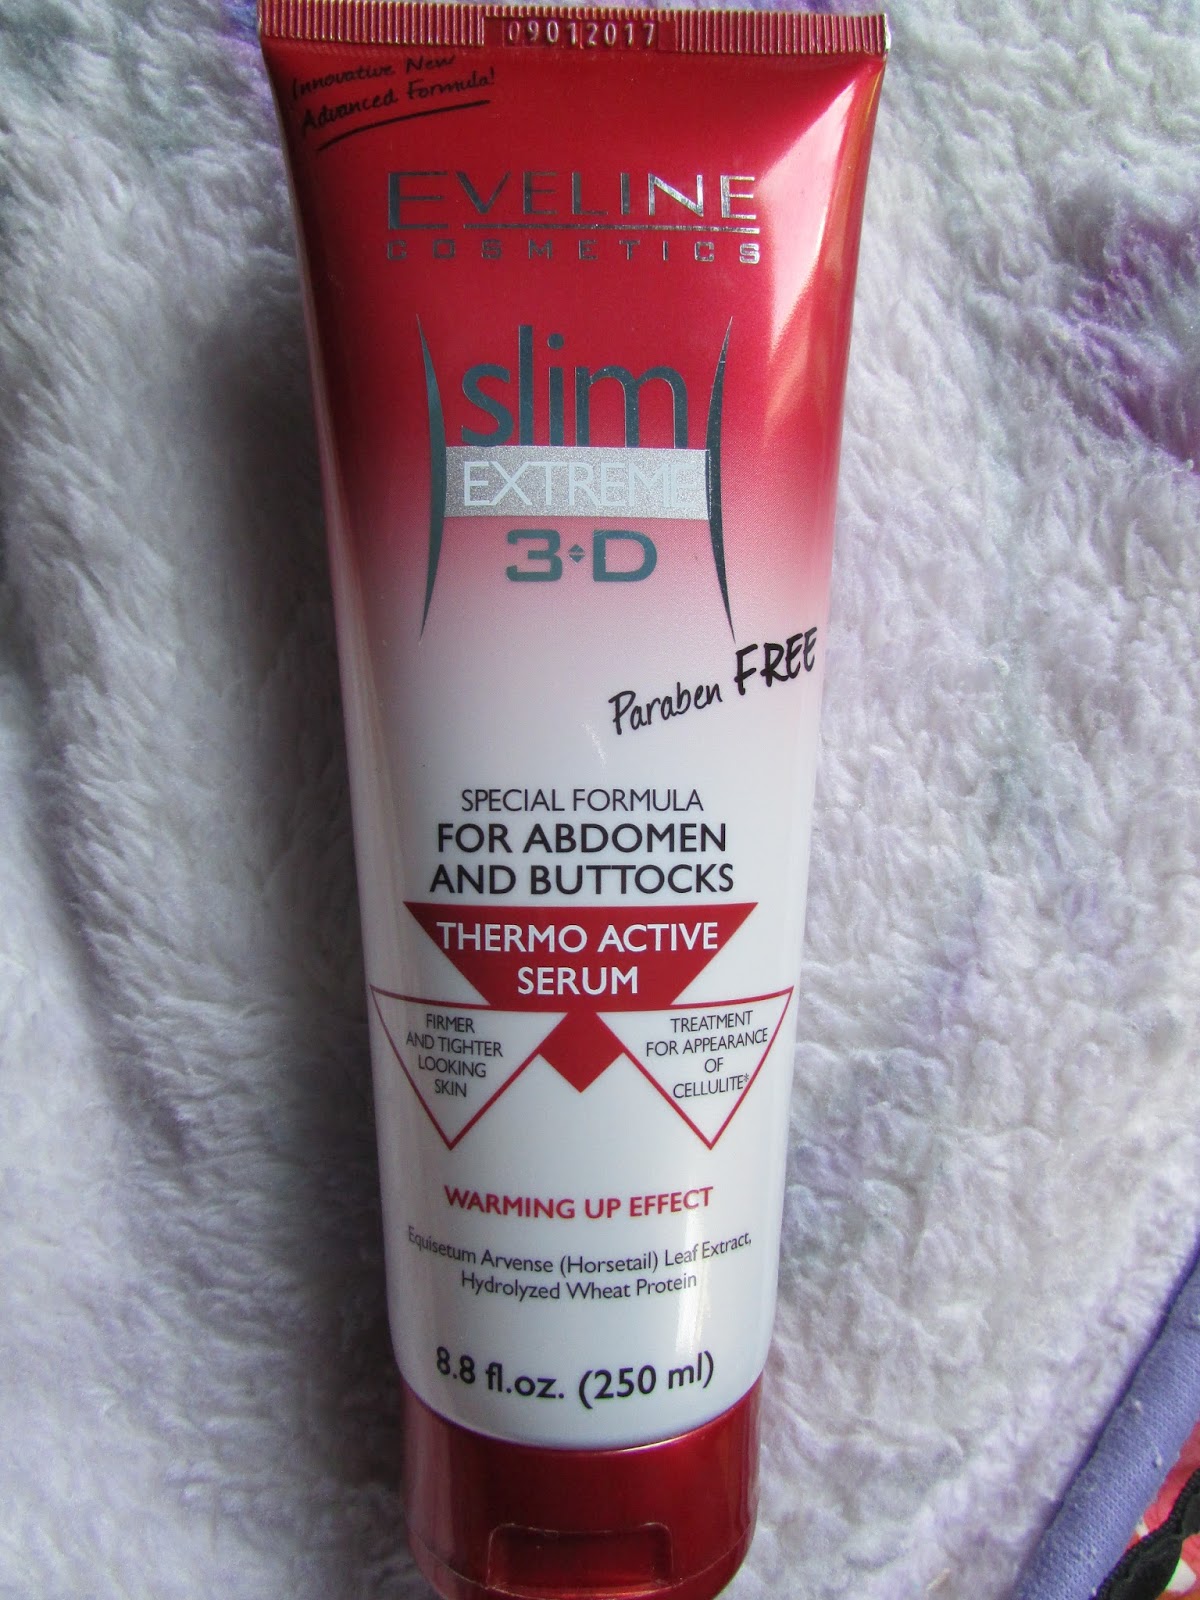 09012017
Innovative New
Advanced Formula!
EVELINE
COSMETICS
slim
EXTREME
3•D
Paraben FREE
SPECIAL FORMULA
FOR ABDOMEN
AND BUTTOCKS
THERMO ACTIVE
SERUM
FIRMER
AND TIGHTER
LOOKING
SKIN
TREATMENT
FOR APPEARANCE
OF
CELLULITE*
WARMING UP EFFECT
Equisetum Arvense (Horsetail) Leaf Extract,
Hydrolyzed Wheat Protein
8.8 fl.oz. (250 ml)